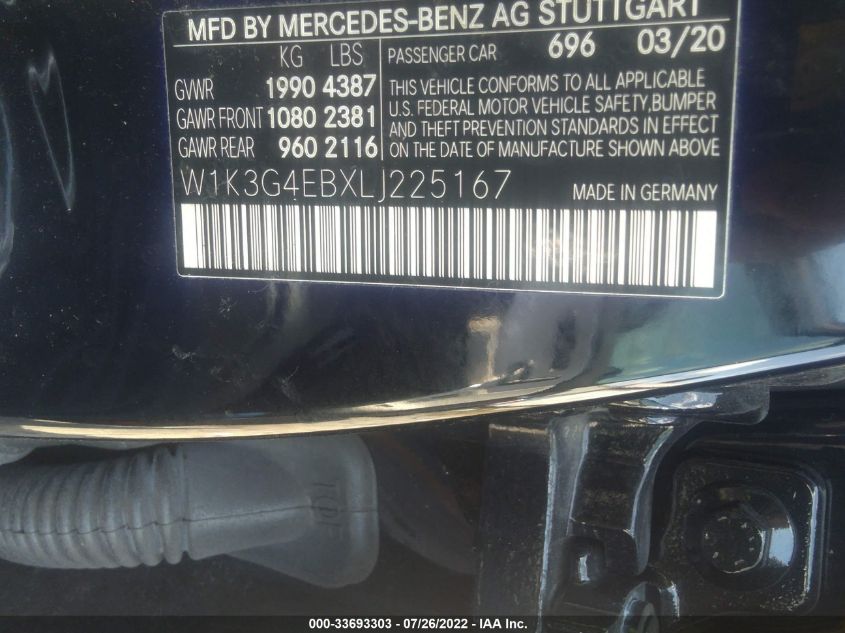 MFD BY MERCEDES-BENZ AG STUTTGART
KG LBS
GVWR 1990 4387
GAWR FRONT 1080 2381
GAWR REAR 960 2116
PASSENGER CAR 696 03/20
THIS VEHICLE CONFORMS TO ALL APPLICABLE
U.S. FEDERAL MOTOR VEHICLE SAFETY,BUMPER
AND THEFT PREVENTION STANDARDS IN EFFECT
ON THE DATE OF MANUFACTURE SHOWN ABOVE
W1K3G4EBXLJ225167 MADE IN GERMANY
000-33693303 - 07/26/2022 - IAA Inc.